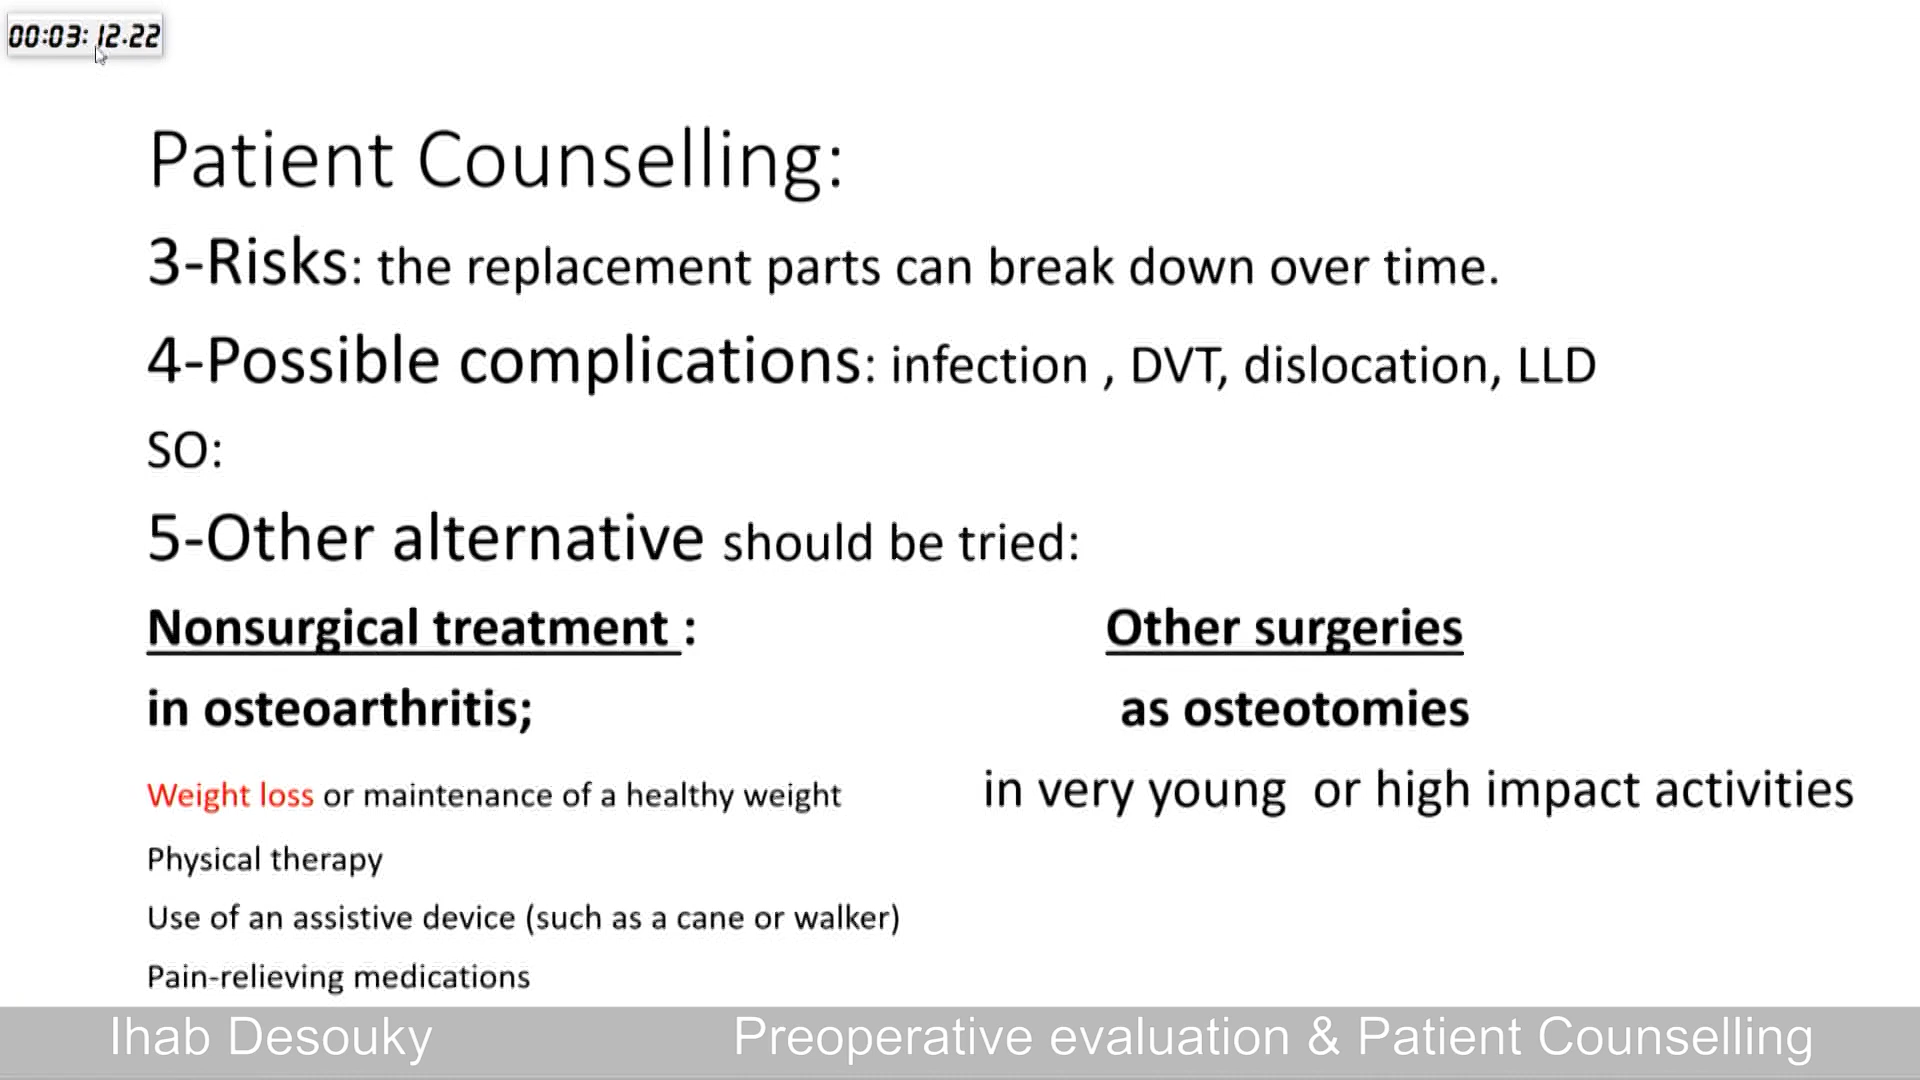 00:03:12.22
Patient Counselling:
3-Risks: the replacement parts can break down over time.
4-Possible complications: infection , DVT, dislocation, LLD
SO:
5-Other alternative should be tried:
Nonsurgical treatment :
in osteoarthritis;
Weight loss or maintenance of a healthy weight
Physical therapy
Use of an assistive device (such as a cane or walker)
Pain-relieving medications
Other surgeries
as osteotomies
in very young or high impact activities
Ihab Desouky
Preoperative evaluation & Patient Counselling